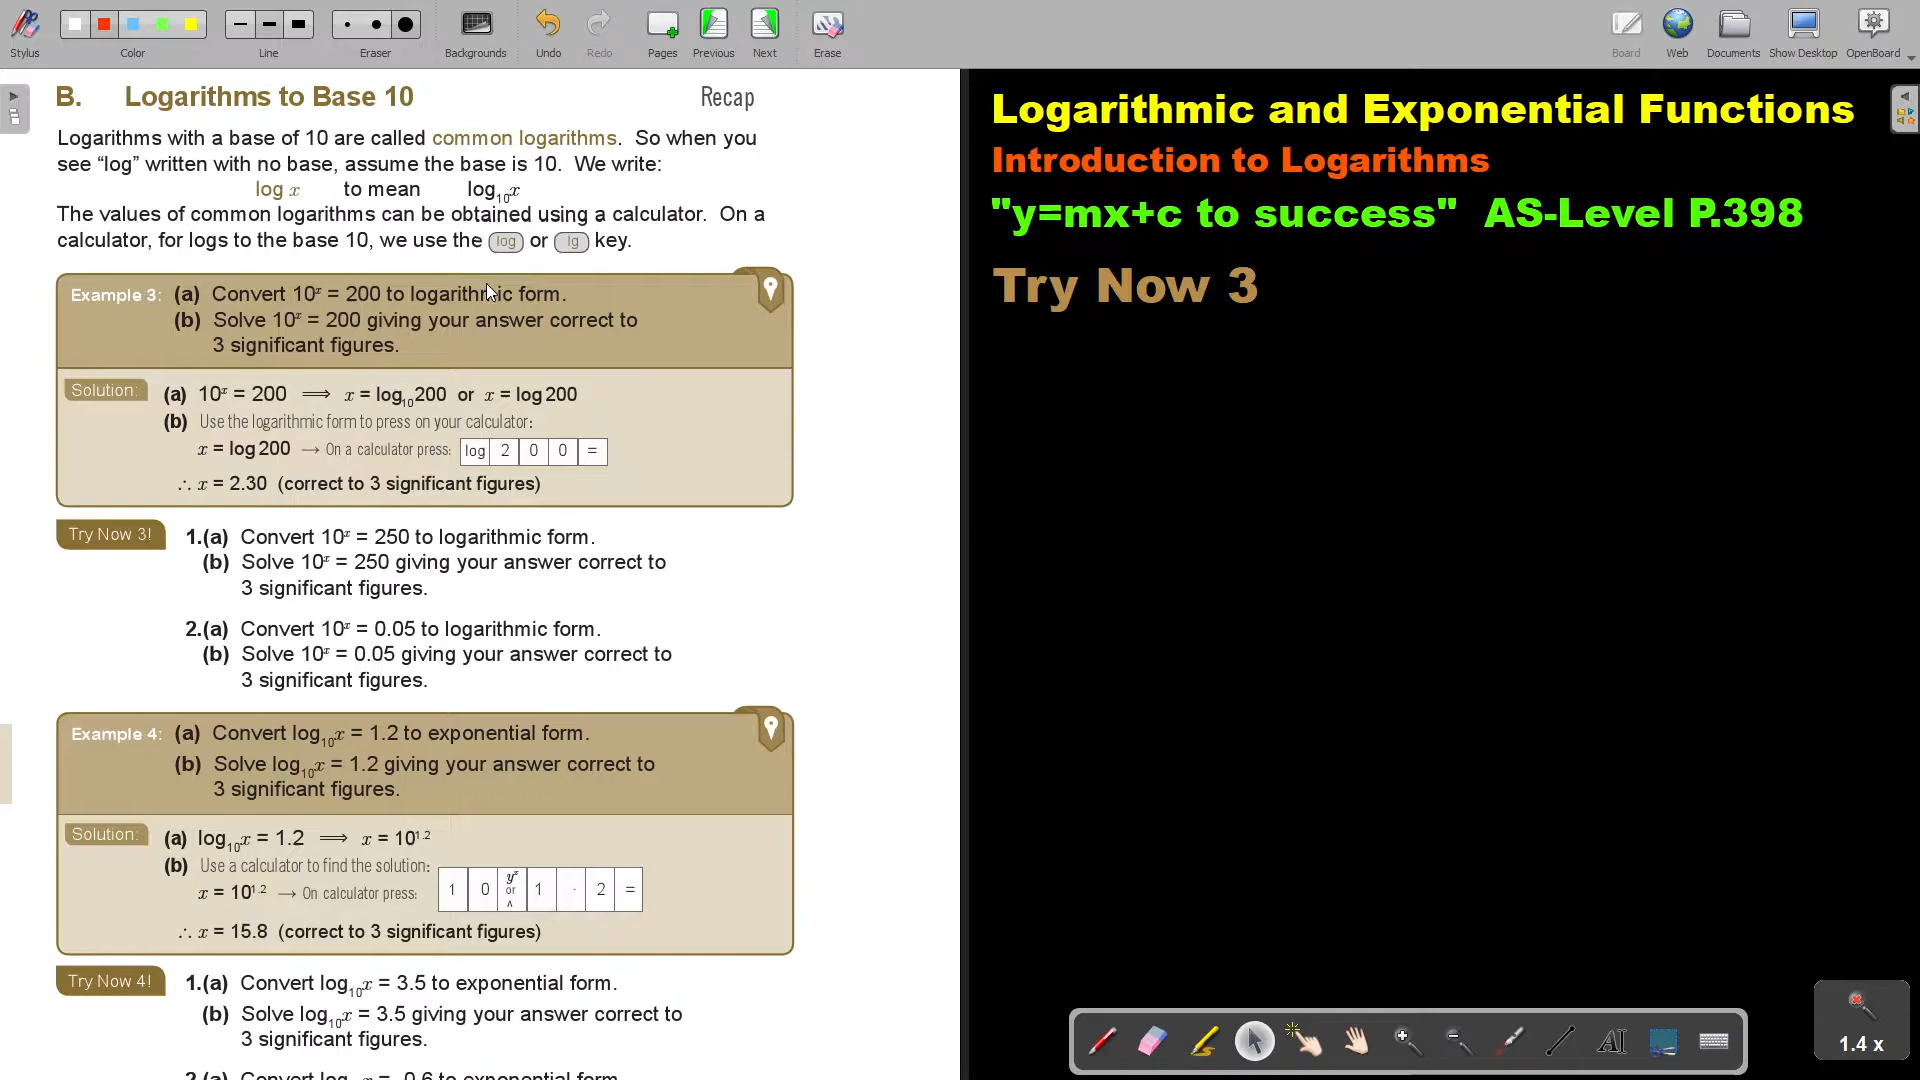 Stylus
Color
Line
Eraser
Backgrounds
Undo
Redo
Pages
Previous
Next
Erase
Board
Web
Documents
Show Desktop
OpenBoard
B. Logarithms to Base 10
Recap
Logarithms with a base of 10 are called common logarithms. So when you
see “log” written with no base, assume the base is 10. We write:
log x to mean log₁₀x
The values of common logarithms can be obtained using a calculator. On a
calculator, for logs to the base 10, we use the log or lg key.
Example 3: (a) Convert 10ˣ = 200 to logarithmic form.
(b) Solve 10ˣ = 200 giving your answer correct to
3 significant figures.
Solution: (a) 10ˣ = 200 ⟹ x = log₁₀200 or x = log200
(b) Use the logarithmic form to press on your calculator:
x = log200 → On a calculator press: log 2 0 0 =
∴ x = 2.30 (correct to 3 significant figures)
Try Now 3! 1.(a) Convert 10ˣ = 250 to logarithmic form.
(b) Solve 10ˣ = 250 giving your answer correct to
3 significant figures.
2.(a) Convert 10ˣ = 0.05 to logarithmic form.
(b) Solve 10ˣ = 0.05 giving your answer correct to
3 significant figures.
Example 4: (a) Convert log₁₀x = 1.2 to exponential form.
(b) Solve log₁₀x = 1.2 giving your answer correct to
3 significant figures.
Solution: (a) log₁₀x = 1.2 ⟹ x = 10¹·²
(b) Use a calculator to find the solution:
x = 10¹·² → On calculator press: 1 0 yˣ or ^ 1 · 2 =
∴ x = 15.8 (correct to 3 significant figures)
Try Now 4! 1.(a) Convert log₁₀x = 3.5 to exponential form.
(b) Solve log₁₀x = 3.5 giving your answer correct to
3 significant figures.
Logarithmic and Exponential Functions
Introduction to Logarithms
"y=mx+c to success" AS-Level P.398
Try Now 3
AI
1.4 x